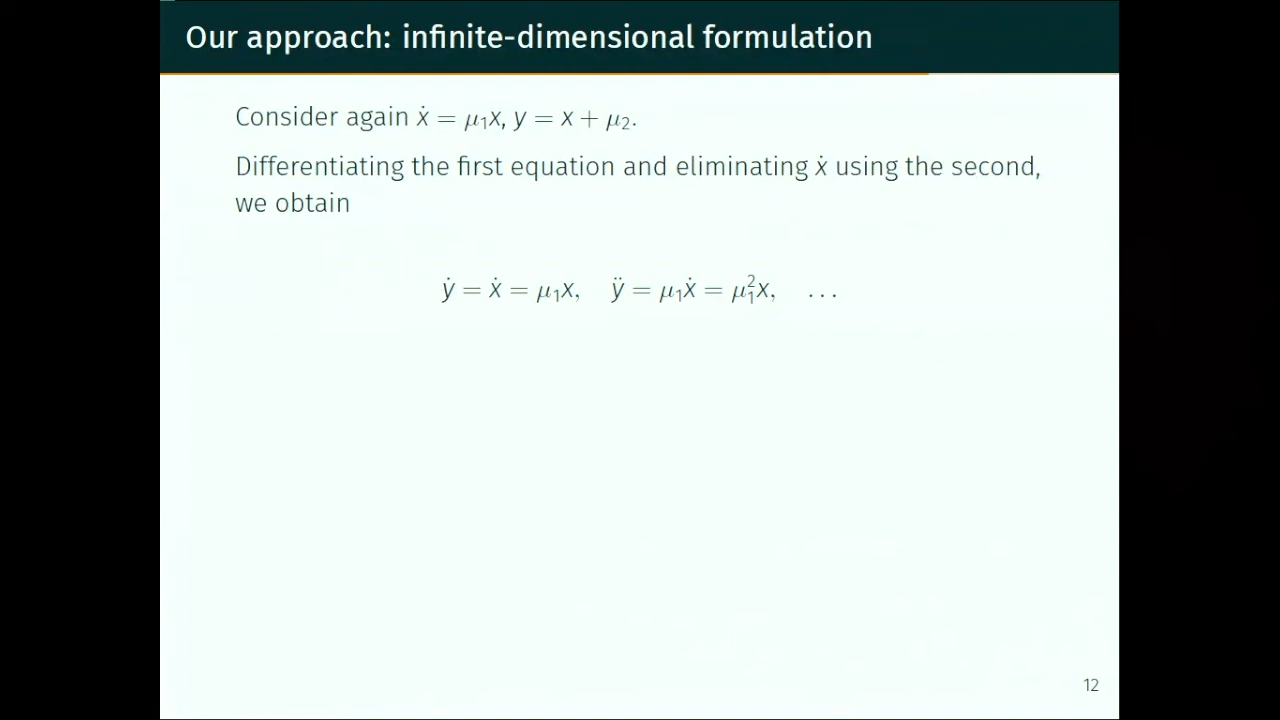 Our approach: infinite-dimensional formulation
Consider again ẋ = μ₁x, y = x + μ₂.
Differentiating the first equation and eliminating ẋ using the second,
we obtain
ẏ = ẋ = μ₁x, ÿ = μ₁ẋ = μ₁²x, . . .
12